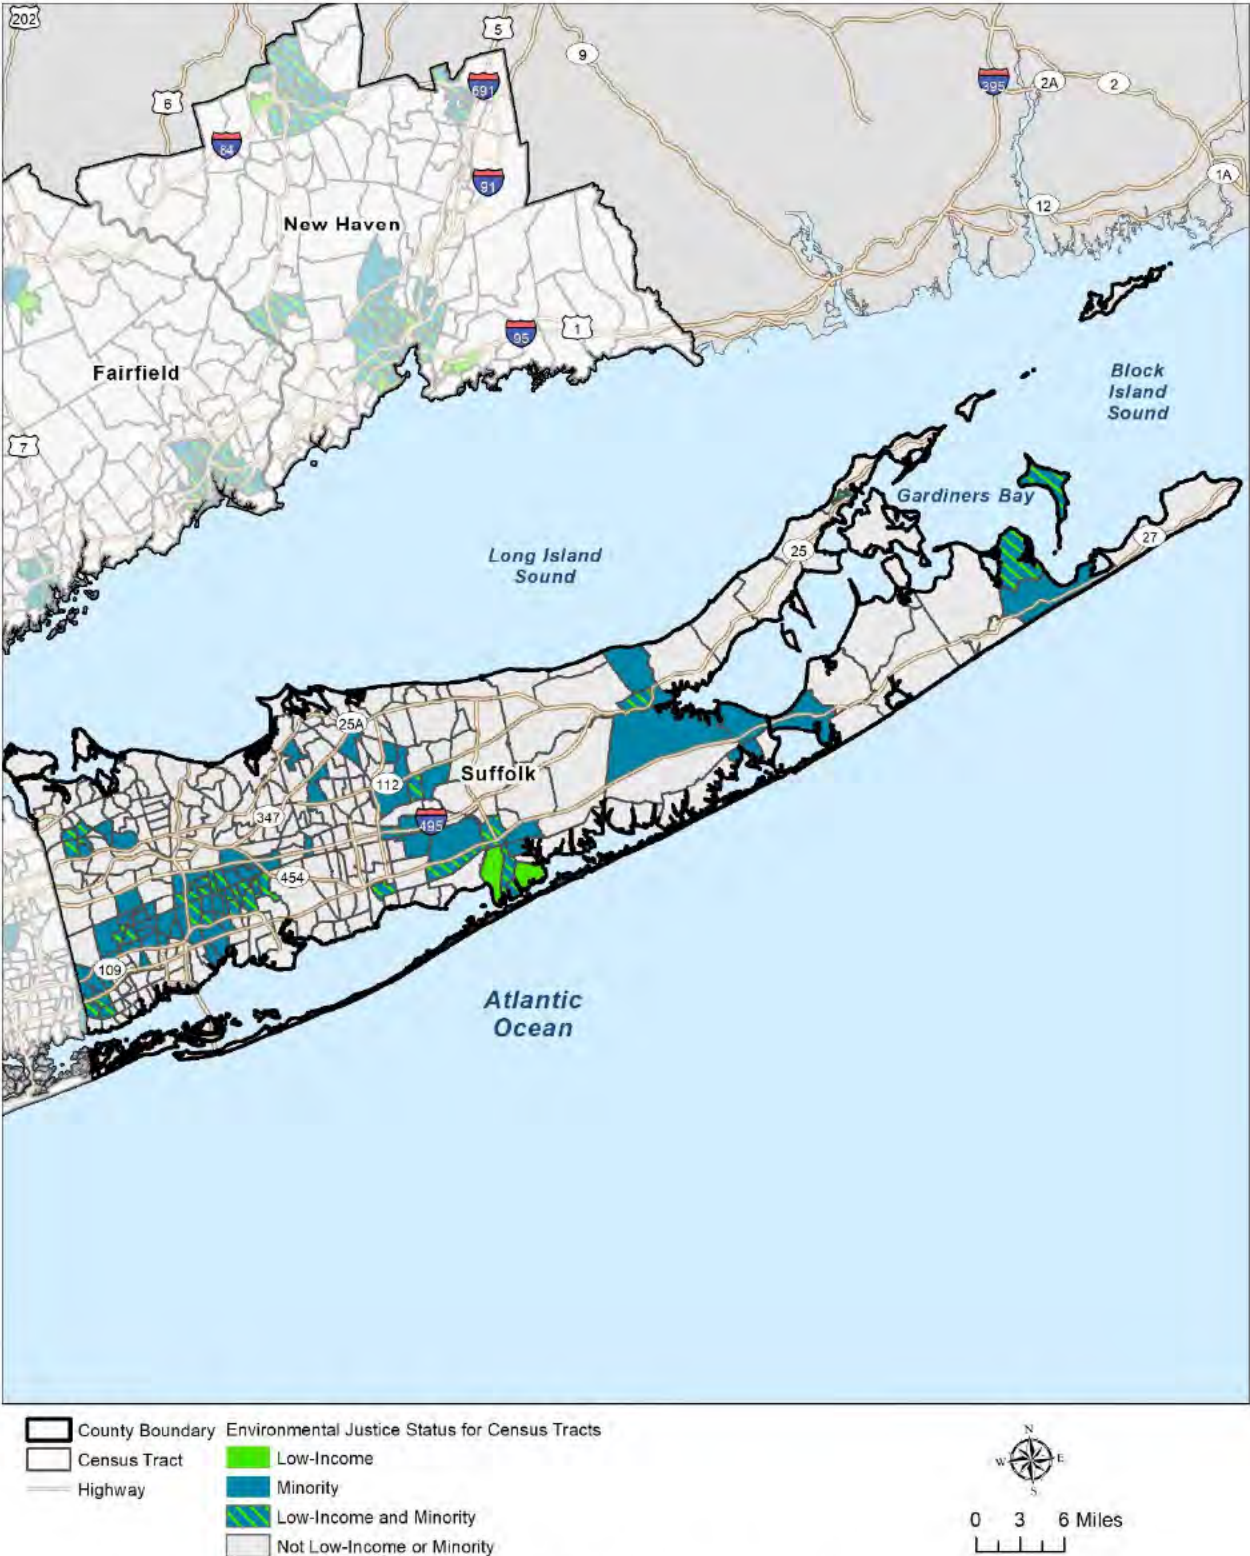 202
5
9
6
691
395
2A
2
84
91
1A
12
New Haven
95
1
Fairfield
Block
Island
Sound
7
Gardiners Bay
27
Long Island
Sound
25
25A
Suffolk
112
347
495
454
109
Atlantic
Ocean
County Boundary
Census Tract
Highway
Environmental Justice Status for Census Tracts
Low-Income
Minority
Low-Income and Minority
Not Low-Income or Minority
N
W E
S
0 3 6 Miles